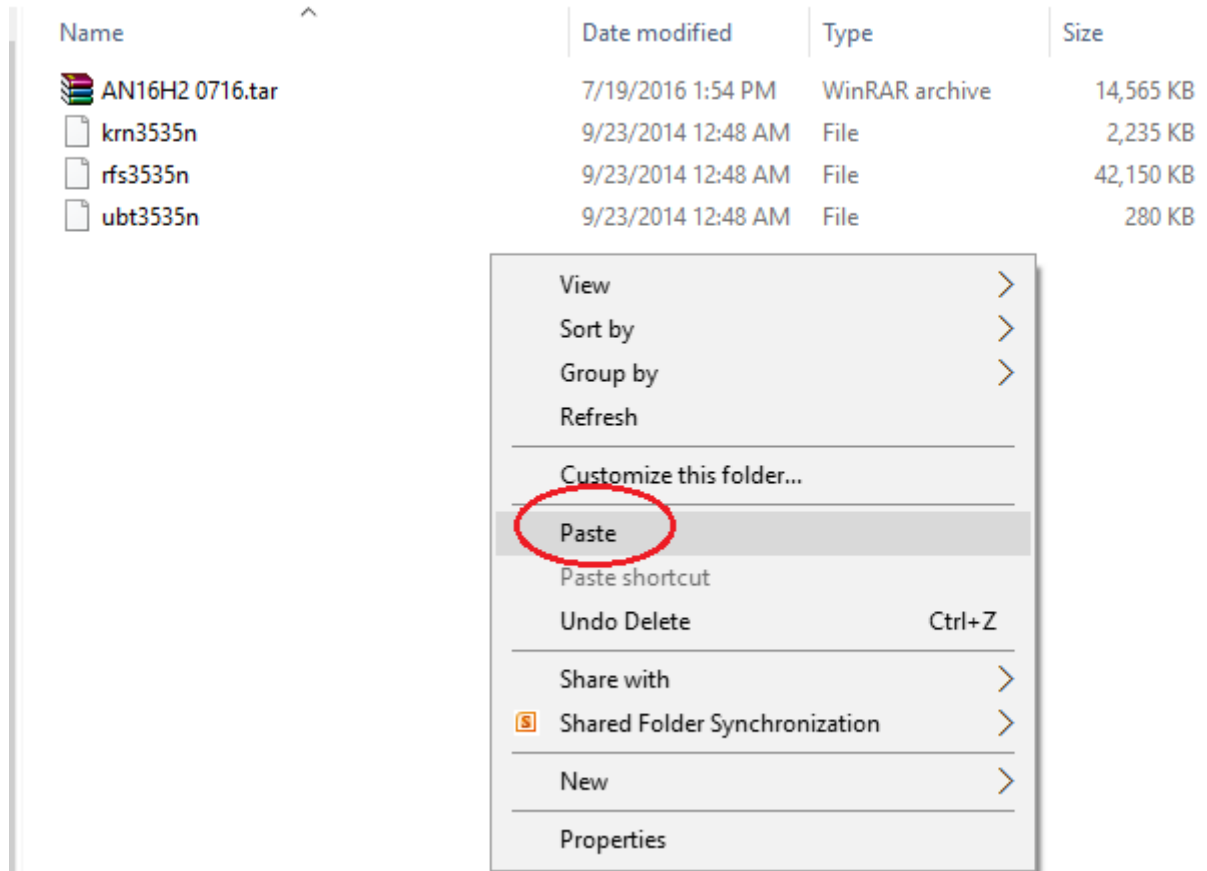 Name Date modified Type Size
AN16H2 0716.tar 7/19/2016 1:54 PM WinRAR archive 14,565 KB
krn3535n 9/23/2014 12:48 AM File 2,235 KB
rfs3535n 9/23/2014 12:48 AM File 42,150 KB
ubt3535n 9/23/2014 12:48 AM File 280 KB
View
Sort by
Group by
Refresh
Customize this folder...
Paste
Paste shortcut
Undo Delete Ctrl+Z
Share with
S Shared Folder Synchronization
New
Properties